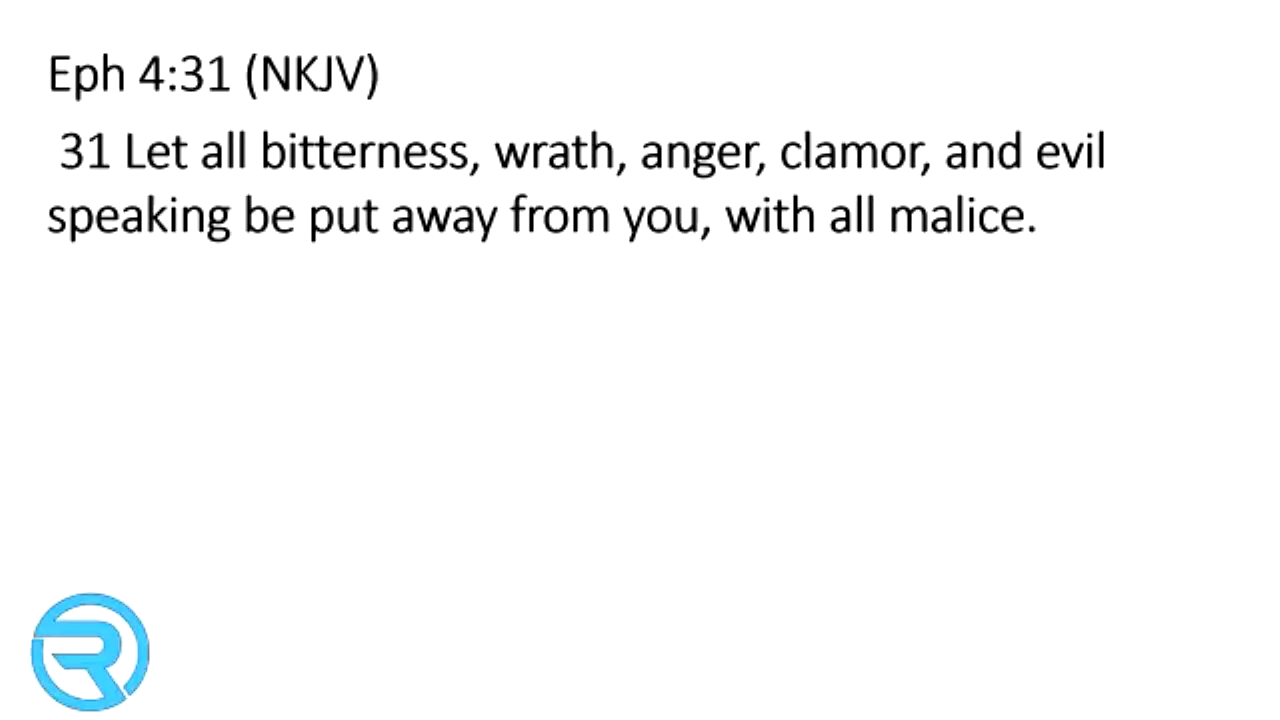 Eph 4:31 (NKJV)
31 Let all bitterness, wrath, anger, clamor, and evil
speaking be put away from you, with all malice.
R